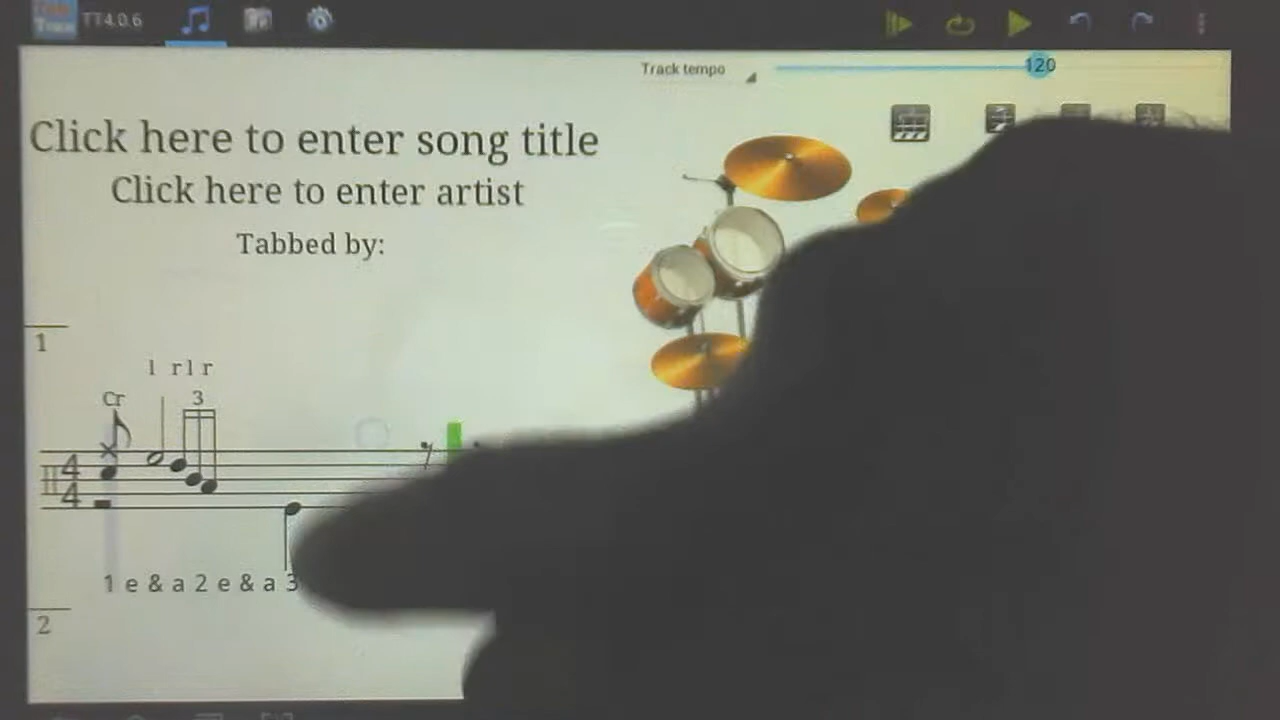 TT4.0.6
Track tempo 120
Click here to enter song title
Click here to enter artist
Tabbed by:
1
l r l r
Cr 3
4
4
1 e & a 2 e & a 3
2